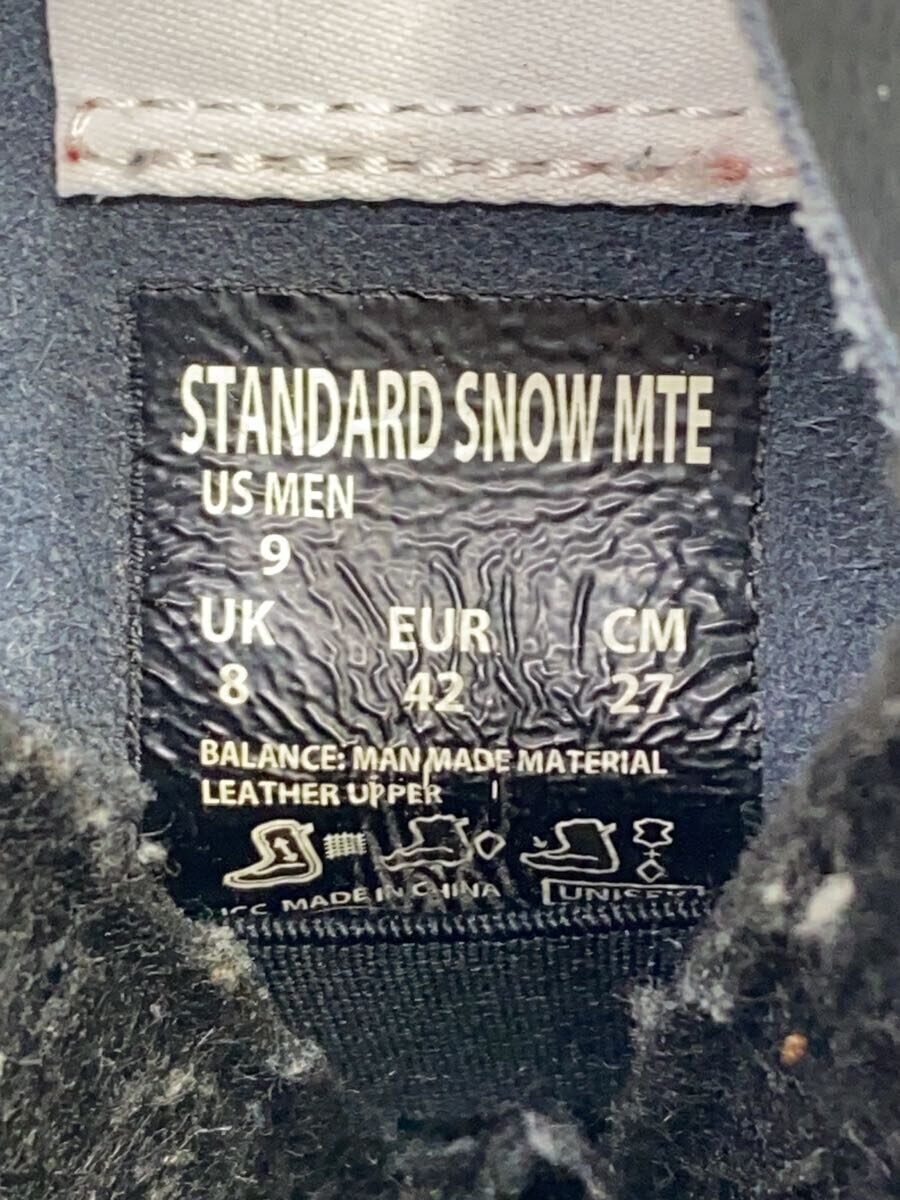 STANDARD SNOW MTE
US MEN
9
UK EUR CM
8 42 27
BALANCE: MAN MADE MATERIAL
LEATHER UPPER
MADE IN CHINA UNISEX